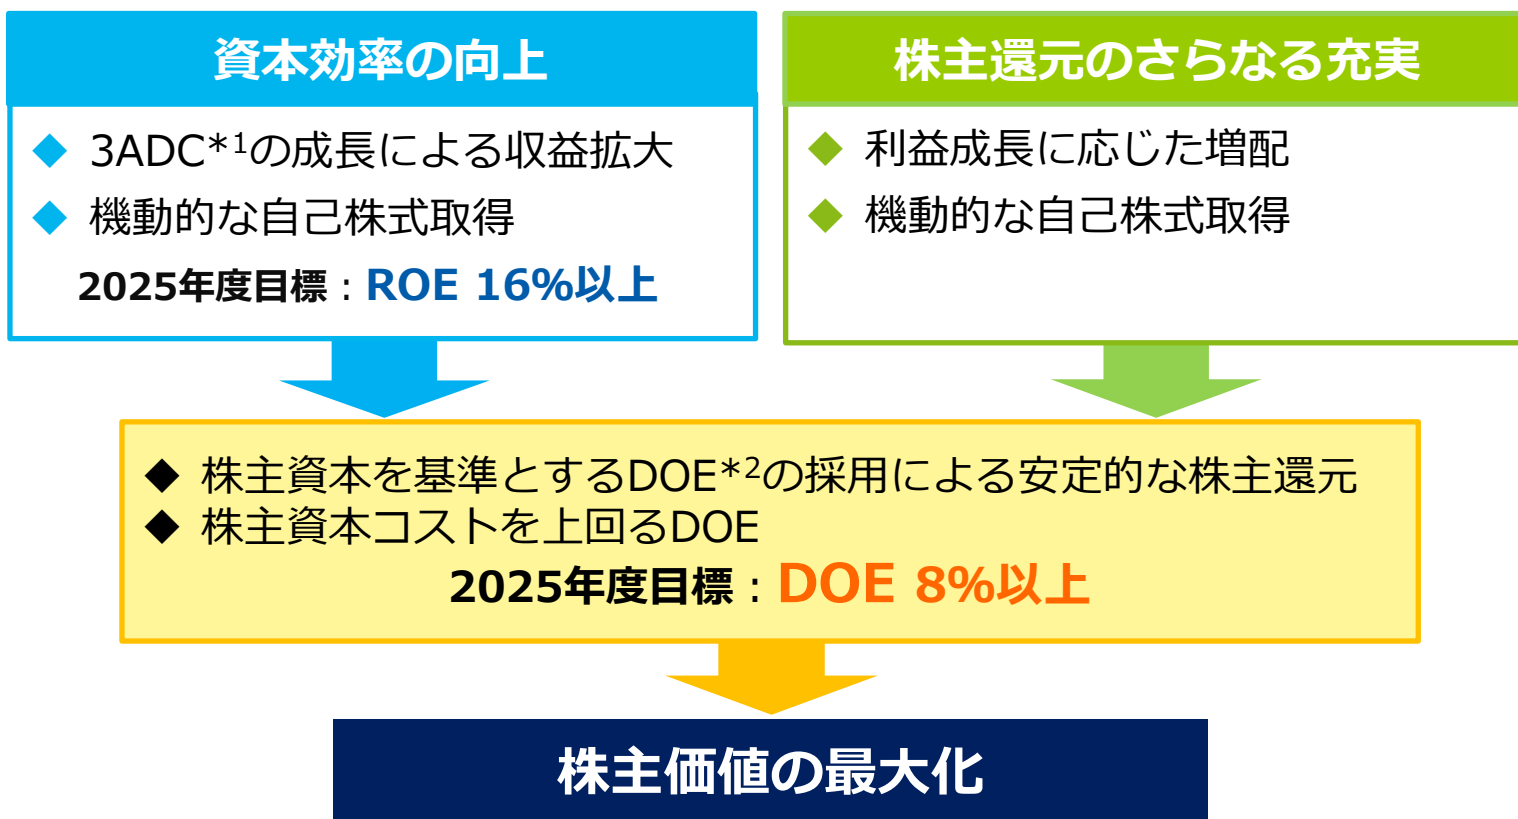 資本効率の向上
◆ 3ADC*1の成長による収益拡大
◆ 機動的な自己株式取得
2025年度目標：ROE 16%以上
株主還元のさらなる充実
◆ 利益成長に応じた増配
◆ 機動的な自己株式取得
◆ 株主資本を基準とするDOE*2の採用による安定的な株主還元
◆ 株主資本コストを上回るDOE
2025年度目標：DOE 8%以上
株主価値の最大化